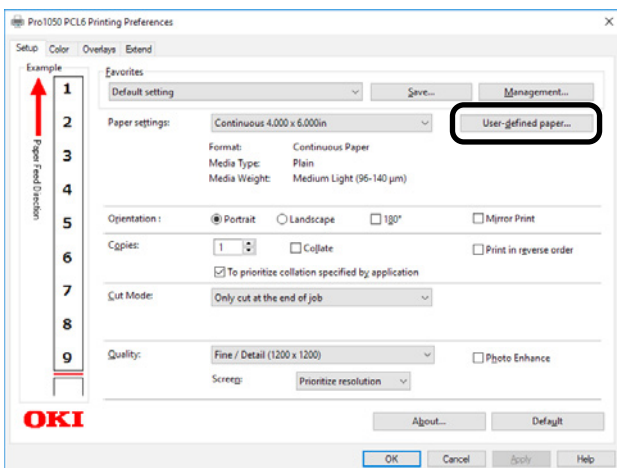 Pro1050 PCL6 Printing Preferences
Setup Color Overlays Extend
Example
Paper Feed Direction
1
2
3
4
5
6
7
8
9
OKI
Favorites
Default setting Save... Management...
Paper settings: Continuous 4.000 x 6.000in User-defined paper...
Format: Continuous Paper
Media Type: Plain
Media Weight: Medium Light (96-140 μm)
Orientation : Portrait Landscape 180° Mirror Print
Copies: 1 Collate Print in reverse order
To prioritize collation specified by application
Cut Mode: Only cut at the end of job
Quality: Fine / Detail (1200 x 1200) Photo Enhance
Screen: Prioritize resolution
About... Default
OK Cancel Apply Help